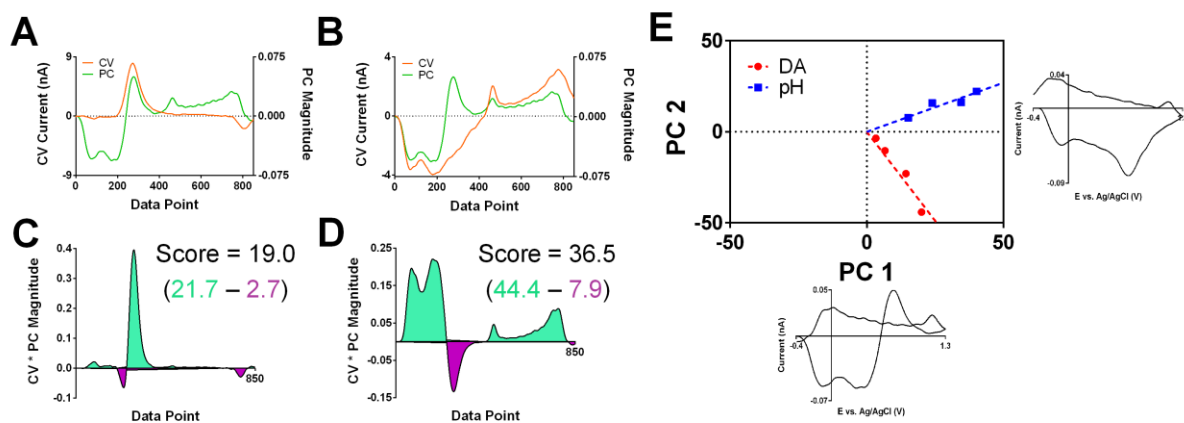 A
9
0
-9
CV Current (nA)
CV
PC
0.075
0.000
-0.075
PC Magnitude
0 200 400 600 800
Data Point
B
4
0
-4
CV Current (nA)
CV
PC
0.075
0.000
-0.075
PC Magnitude
0 200 400 600 800
Data Point
C
0.4
0.3
0.2
0.1
0.0
-0.1
CV * PC Magnitude
Score = 19.0
(21.7 – 2.7)
850
Data Point
D
0.25
0.15
0.05
-0.05
-0.15
CV * PC Magnitude
Score = 36.5
(44.4 – 7.9)
850
Data Point
E
50
0
-50
PC 2
DA
pH
-50 0 50
PC 1
0.04
-0.4
-0.09
Current (nA)
E vs. Ag/AgCl (V)
0.05
-0.4
1.3
-0.07
Current (nA)
E vs. Ag/AgCl (V)